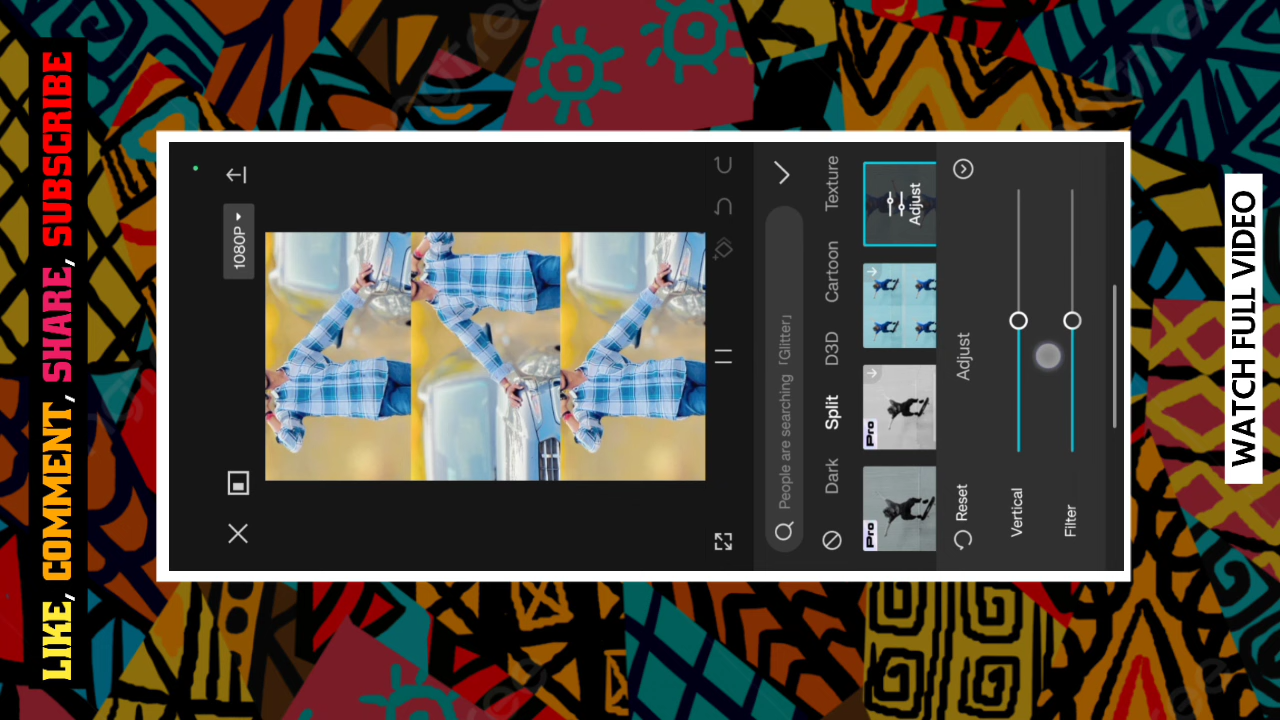 LIKE, COMMENT, SHARE, SUBSCRIBE
1080P
People are searching「Glitter」
Dark
Split
D3D
Cartoon
Texture
Pro
Pro
Adjust
Reset
Adjust
Vertical
Filter
WATCH FULL VIDEO